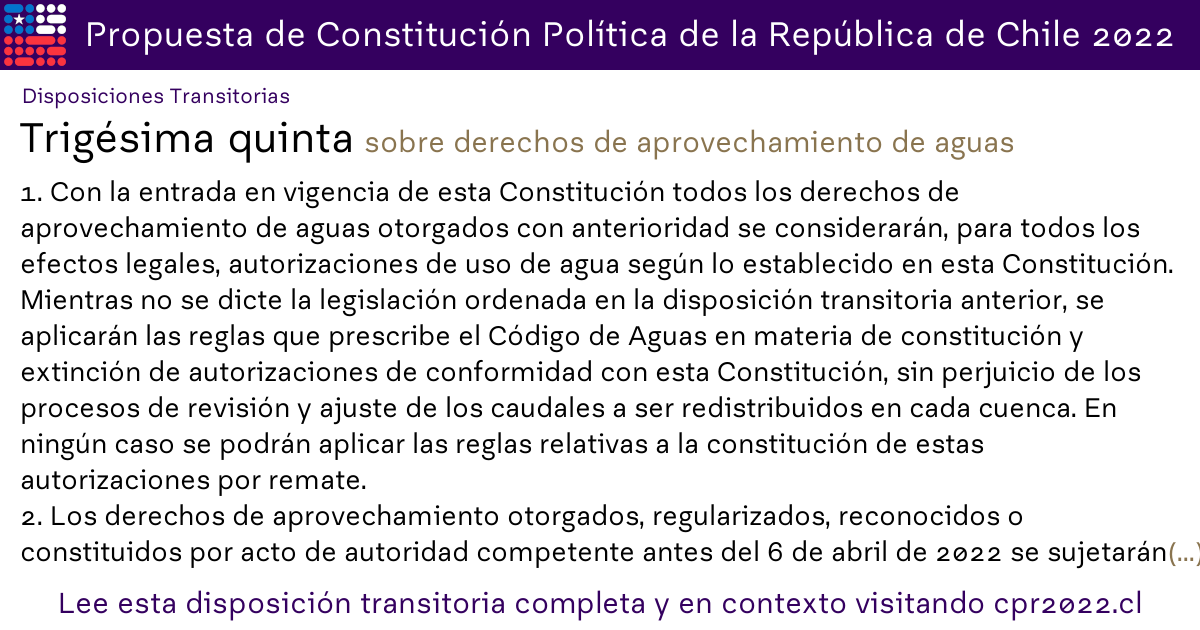 Propuesta de Constitución Política de la República de Chile 2022
Disposiciones Transitorias
Trigésima quinta sobre derechos de aprovechamiento de aguas
1. Con la entrada en vigencia de esta Constitución todos los derechos de
aprovechamiento de aguas otorgados con anterioridad se considerarán, para todos los
efectos legales, autorizaciones de uso de agua según lo establecido en esta Constitución.
Mientras no se dicte la legislación ordenada en la disposición transitoria anterior, se
aplicarán las reglas que prescribe el Código de Aguas en materia de constitución y
extinción de autorizaciones de conformidad con esta Constitución, sin perjuicio de los
procesos de revisión y ajuste de los caudales a ser redistribuidos en cada cuenca. En
ningún caso se podrán aplicar las reglas relativas a la constitución de estas
autorizaciones por remate.
2. Los derechos de aprovechamiento otorgados, regularizados, reconocidos o
constituidos por acto de autoridad competente antes del 6 de abril de 2022 se sujetarán(...)
Lee esta disposición transitoria completa y en contexto visitando cpr2022.cl